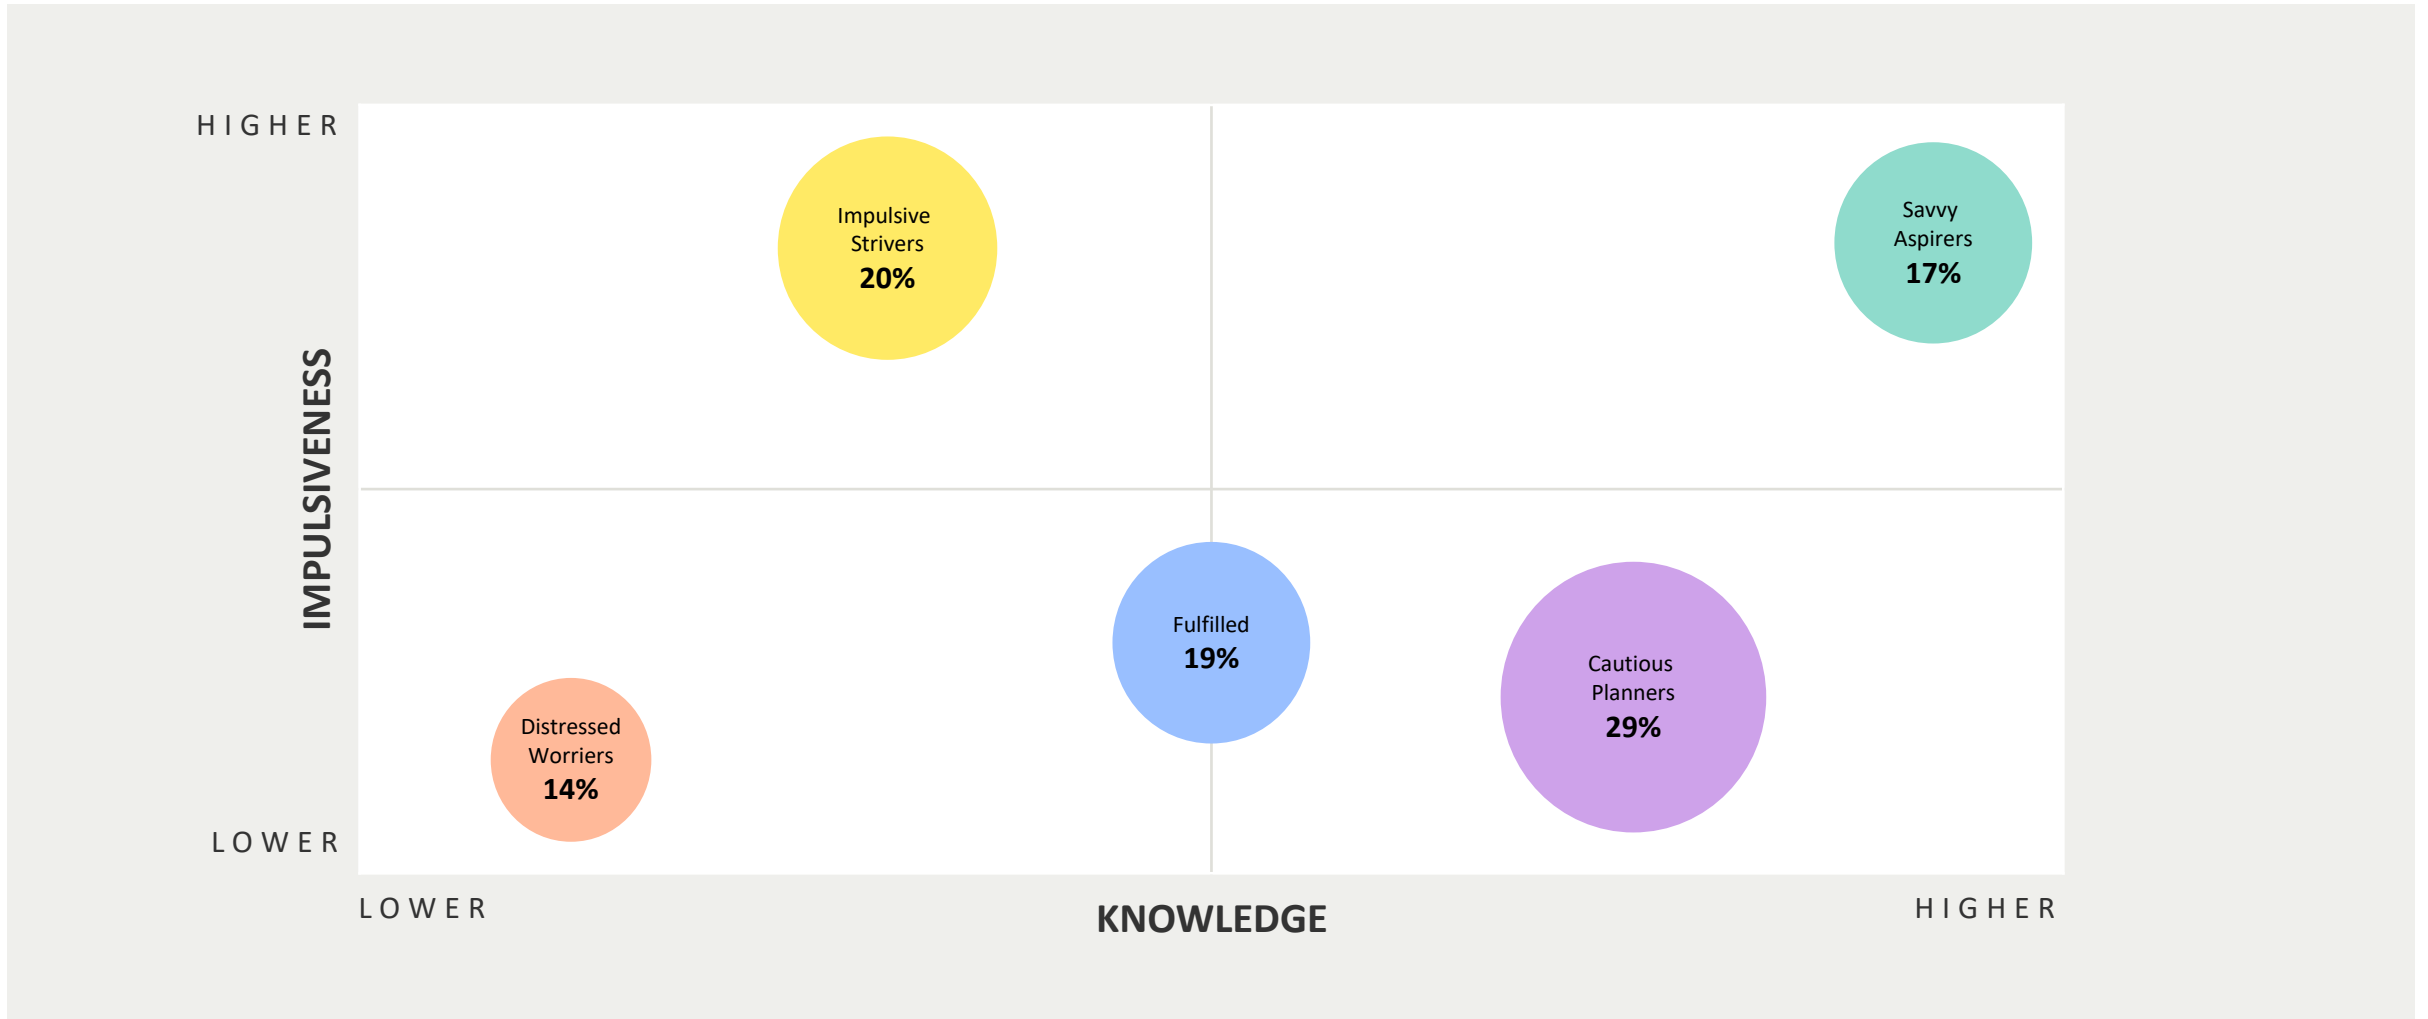 HIGHER
Impulsive
Strivers
20%
Savvy
Aspirers
17%
IMPULSIVENESS
Fulfilled
19%
Cautious
Planners
29%
Distressed
Worriers
14%
LOWER
LOWER
KNOWLEDGE
HIGHER